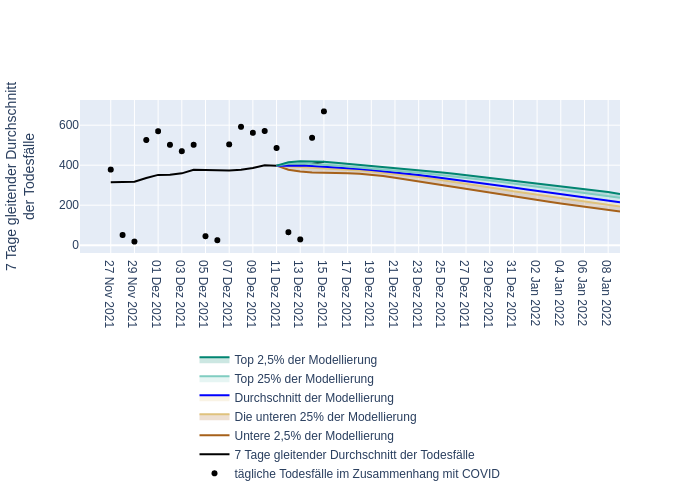 7 Tage gleitender Durchschnitt
der Todesfälle
600
400
200
0
27 Nov 2021
29 Nov 2021
01 Dez 2021
03 Dez 2021
05 Dez 2021
07 Dez 2021
09 Dez 2021
11 Dez 2021
13 Dez 2021
15 Dez 2021
17 Dez 2021
19 Dez 2021
21 Dez 2021
23 Dez 2021
25 Dez 2021
27 Dez 2021
29 Dez 2021
31 Dez 2021
02 Jan 2022
04 Jan 2022
06 Jan 2022
08 Jan 2022
Top 2,5% der Modellierung
Top 25% der Modellierung
Durchschnitt der Modellierung
Die unteren 25% der Modellierung
Untere 2,5% der Modellierung
7 Tage gleitender Durchschnitt der Todesfälle
tägliche Todesfälle im Zusammenhang mit COVID